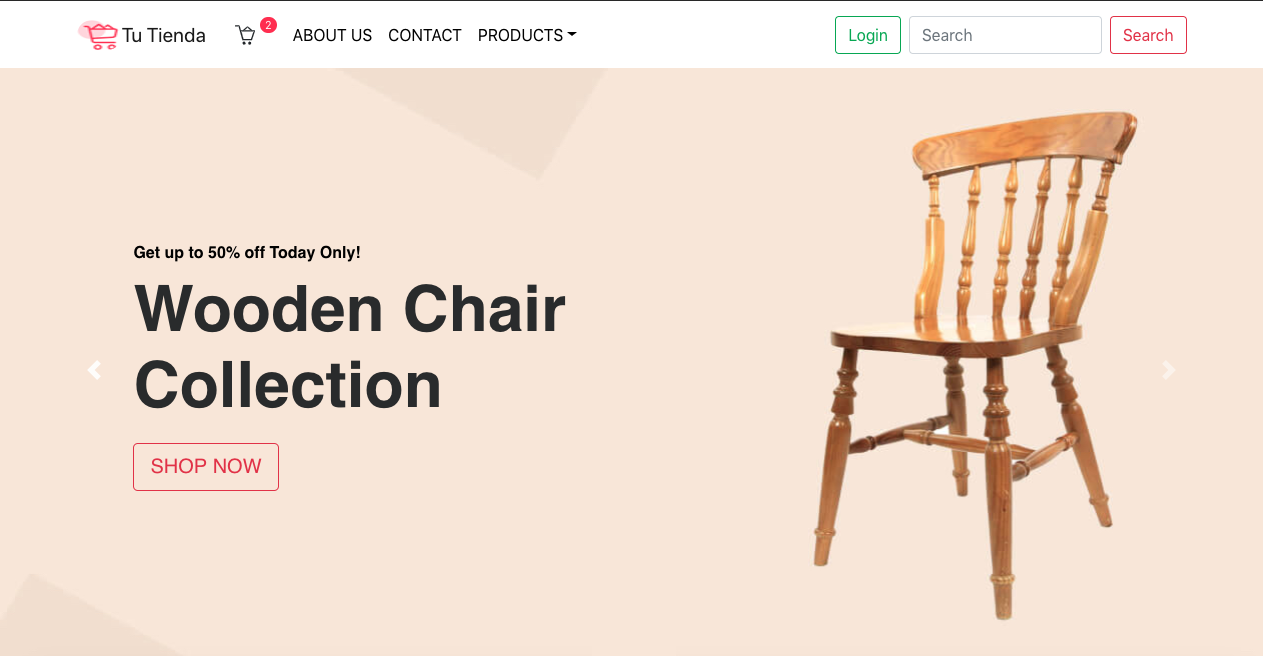 Tu Tienda
2
ABOUT US
CONTACT
PRODUCTS
Login
Search
Search
Get up to 50% off Today Only!
Wooden Chair
Collection
SHOP NOW